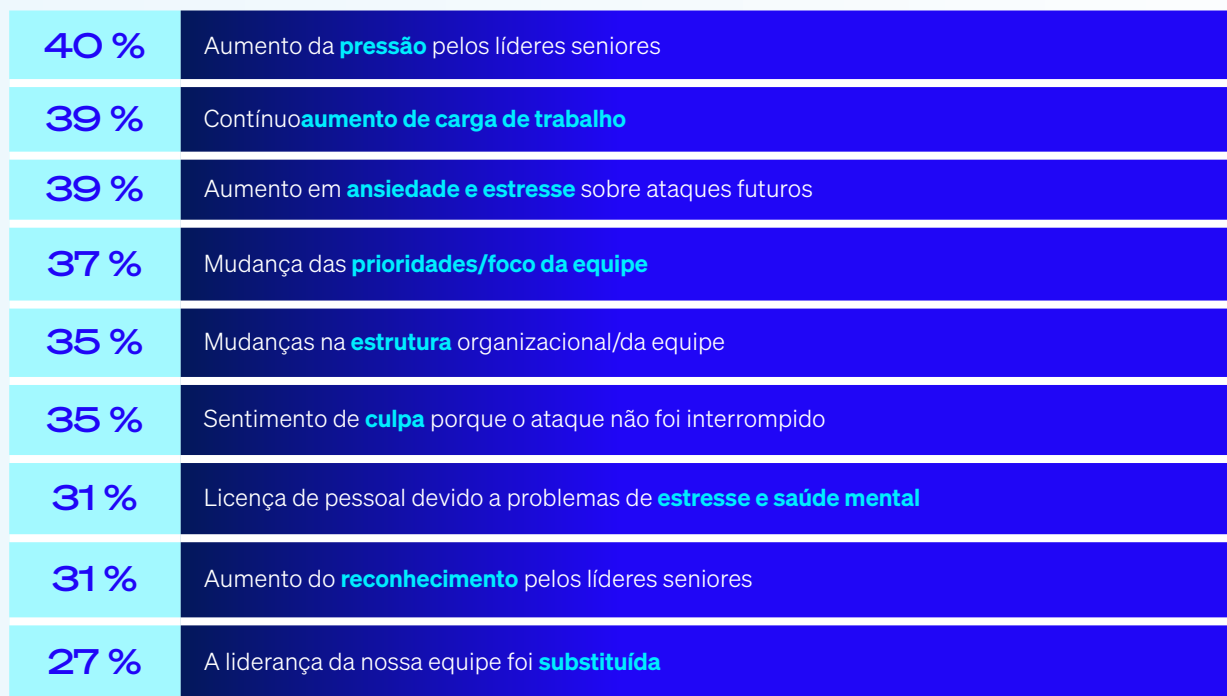 40 % Aumento da pressão pelos líderes seniores
39 % Contínuoaumento de carga de trabalho
39 % Aumento em ansiedade e estresse sobre ataques futuros
37 % Mudança das prioridades/foco da equipe
35 % Mudanças na estrutura organizacional/da equipe
35 % Sentimento de culpa porque o ataque não foi interrompido
31 % Licença de pessoal devido a problemas de estresse e saúde mental
31 % Aumento do reconhecimento pelos líderes seniores
27 % A liderança da nossa equipe foi substituída